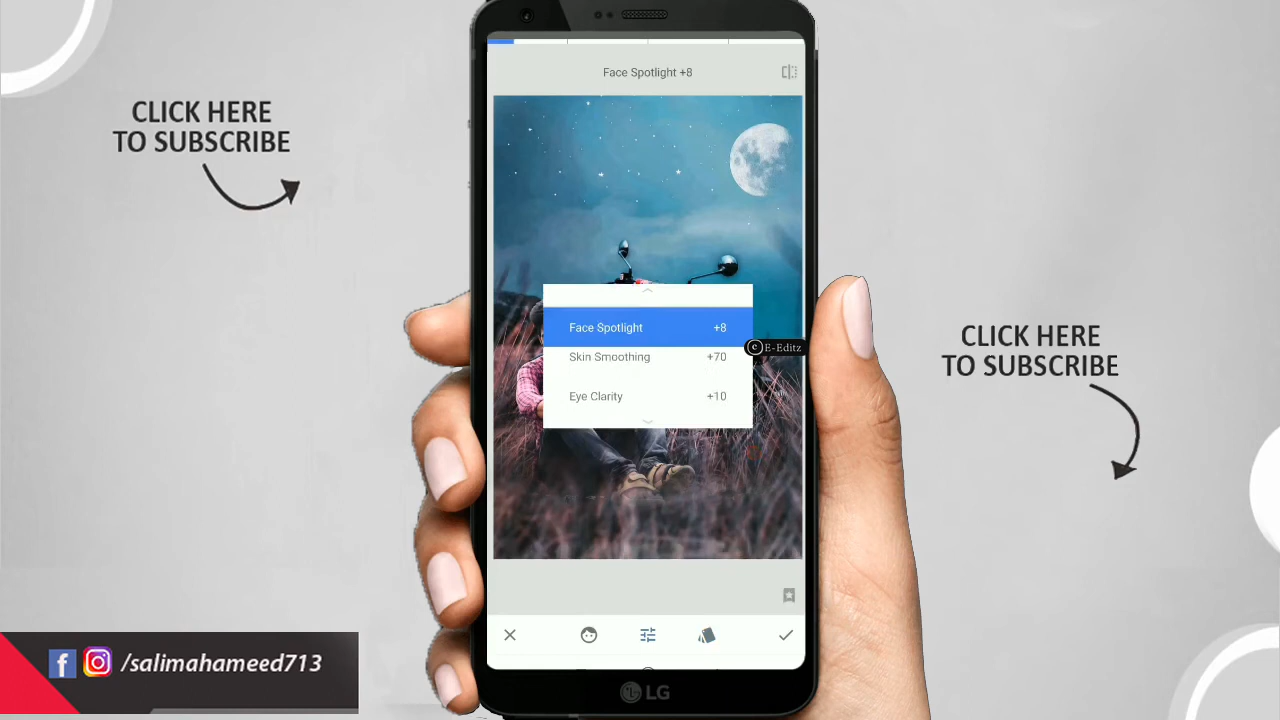 Face Spotlight +8
CLICK HERE
TO SUBSCRIBE
Face Spotlight +8
Skin Smoothing +70
Eye Clarity +10
c E-Editz
CLICK HERE
TO SUBSCRIBE
f /salimahameed713
LG